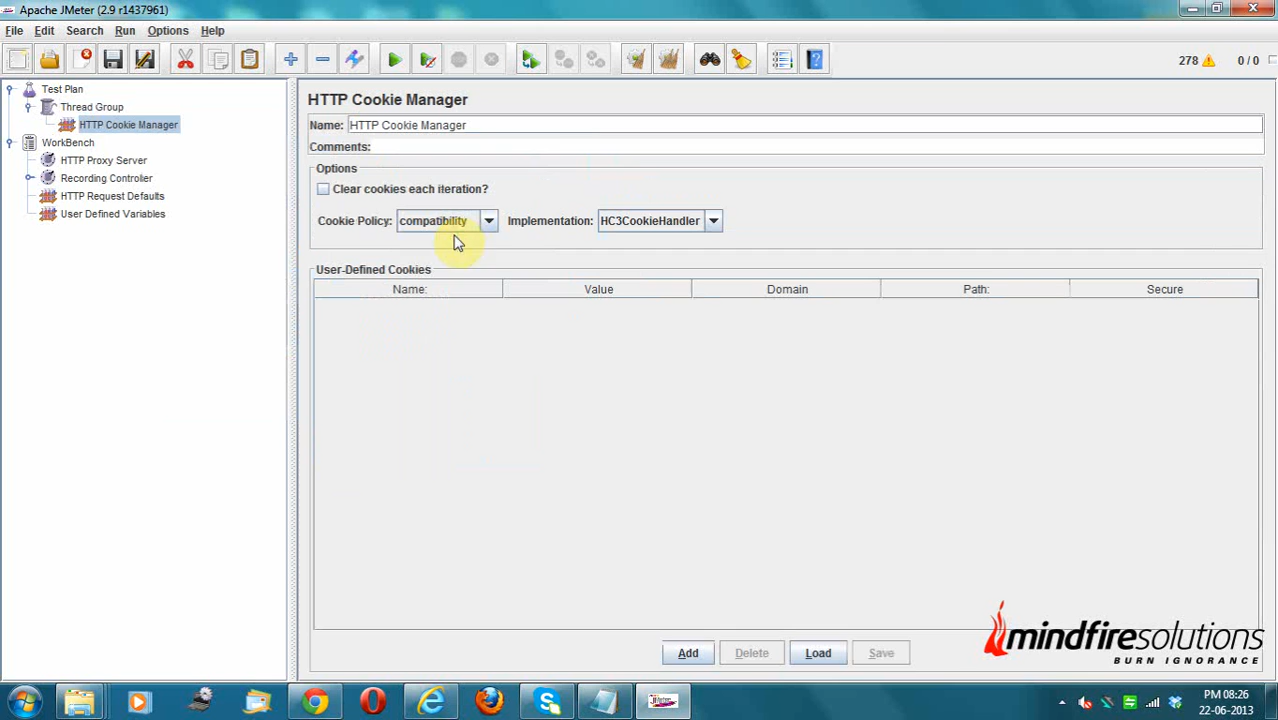 Apache JMeter (2.9 r1437961)
File Edit Search Run Options Help
278 0 / 0
Test Plan
Thread Group
HTTP Cookie Manager
WorkBench
HTTP Proxy Server
Recording Controller
HTTP Request Defaults
User Defined Variables
HTTP Cookie Manager
Name: HTTP Cookie Manager
Comments:
Options
Clear cookies each iteration?
Cookie Policy: compatibility Implementation: HC3CookieHandler
User-Defined Cookies
Name: Value Domain Path: Secure
Add Delete Load Save
mindfiresolutions
BURN IGNORANCE
PM 08:26
22-06-2013